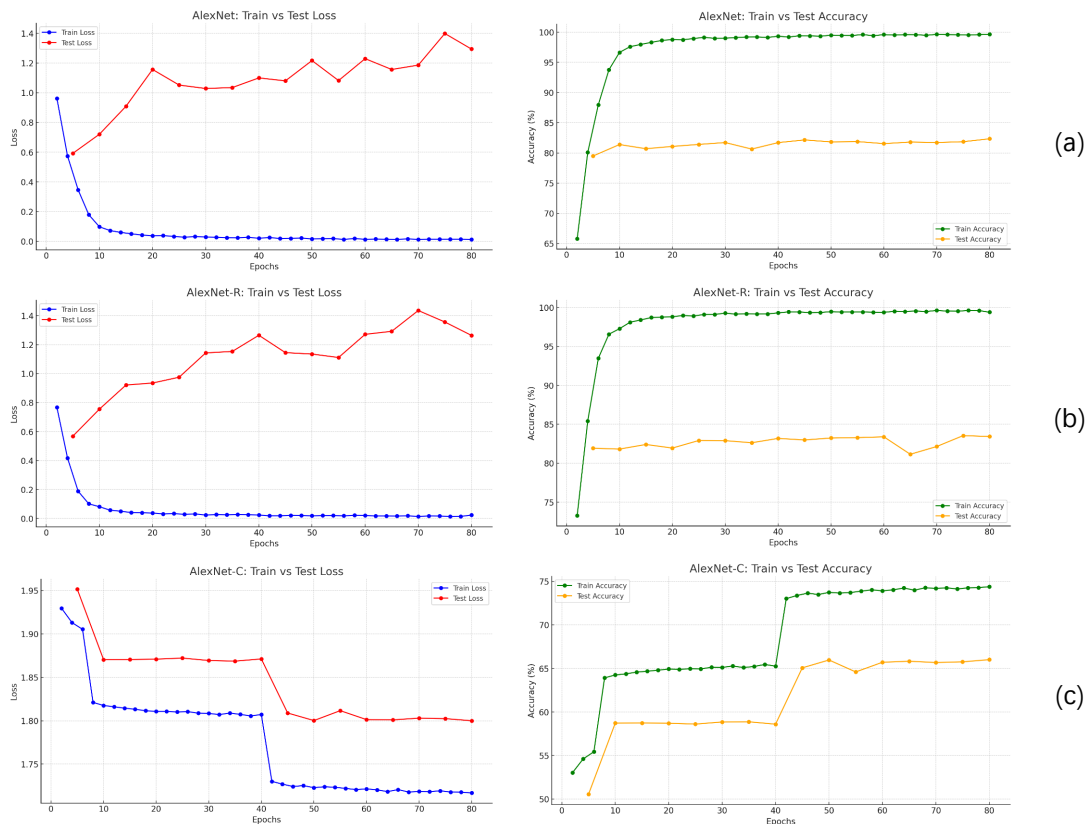 AlexNet: Train vs Test Loss
Train Loss
Test Loss
1.4
1.2
1.0
0.8
0.6
0.4
0.2
0.0
Loss
0 10 20 30 40 50 60 70 80
Epochs
AlexNet: Train vs Test Accuracy
100
95
90
85
80
75
70
65
Accuracy (%)
Train Accuracy
Test Accuracy
0 10 20 30 40 50 60 70 80
Epochs
(a)
AlexNet-R: Train vs Test Loss
Train Loss
Test Loss
1.4
1.2
1.0
0.8
0.6
0.4
0.2
0.0
Loss
0 10 20 30 40 50 60 70 80
Epochs
AlexNet-R: Train vs Test Accuracy
100
95
90
85
80
75
Accuracy (%)
Train Accuracy
Test Accuracy
0 10 20 30 40 50 60 70 80
Epochs
(b)
AlexNet-C: Train vs Test Loss
Train Loss
Test Loss
1.95
1.90
1.85
1.80
1.75
Loss
0 10 20 30 40 50 60 70 80
Epochs
AlexNet-C: Train vs Test Accuracy
Train Accuracy
Test Accuracy
75
70
65
60
55
50
Accuracy (%)
0 10 20 30 40 50 60 70 80
Epochs
(c)